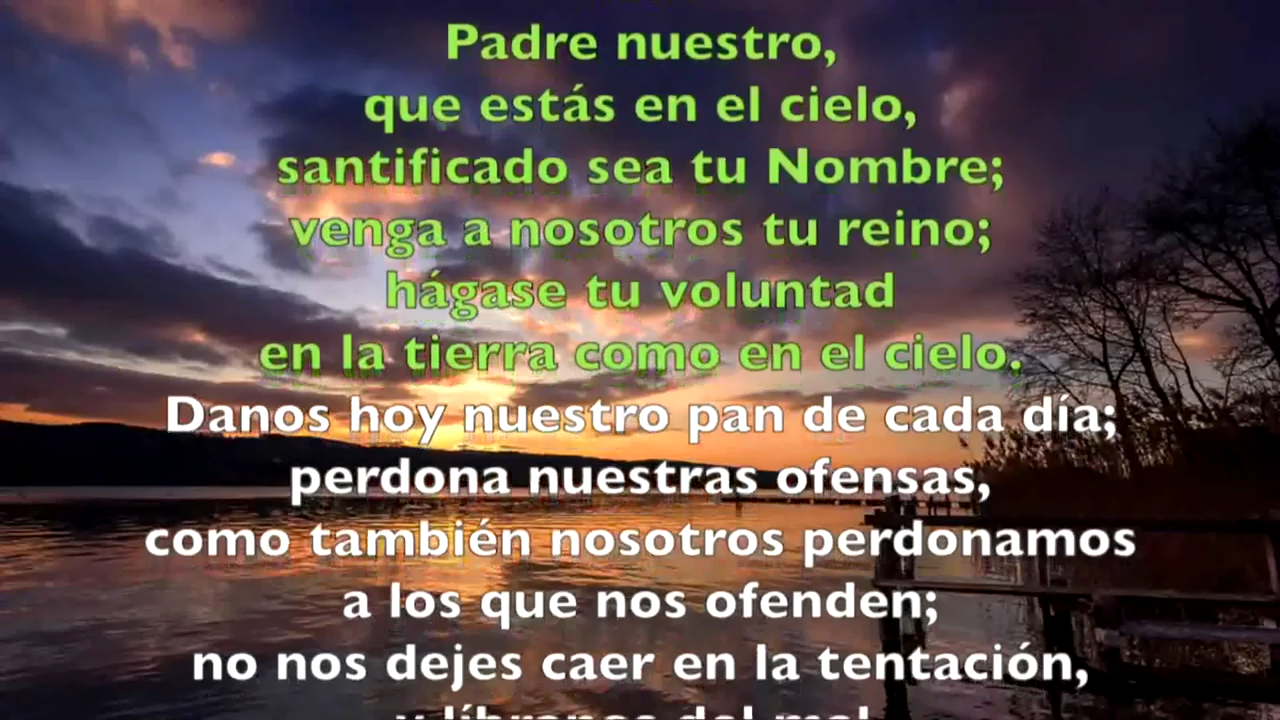 Padre nuestro,
que estás en el cielo,
santificado sea tu Nombre;
venga a nosotros tu reino;
hágase tu voluntad
en la tierra como en el cielo.
Danos hoy nuestro pan de cada día;
perdona nuestras ofensas,
como también nosotros perdonamos
a los que nos ofenden;
no nos dejes caer en la tentación,
y líbranos del mal